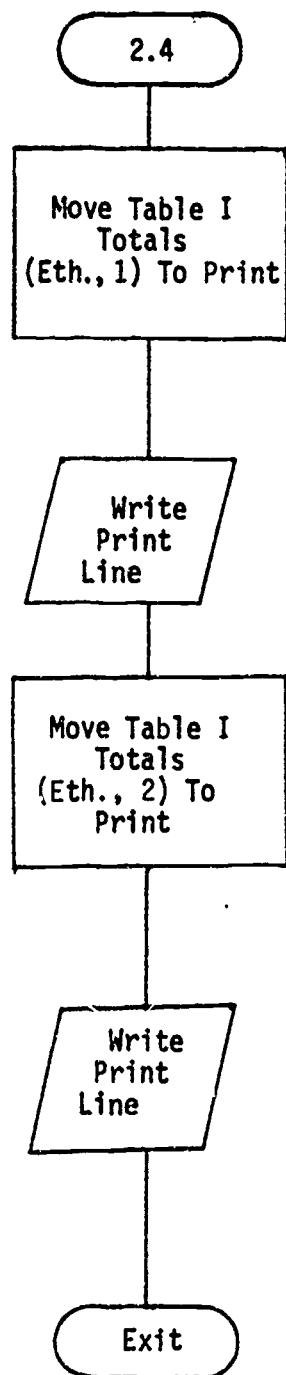 2.4
Move Table I
Totals
(Eth., 1) To Print
Write
Print
Line
Move Table I
Totals
(Eth., 2) To
Print
Write
Print
Line
Exit